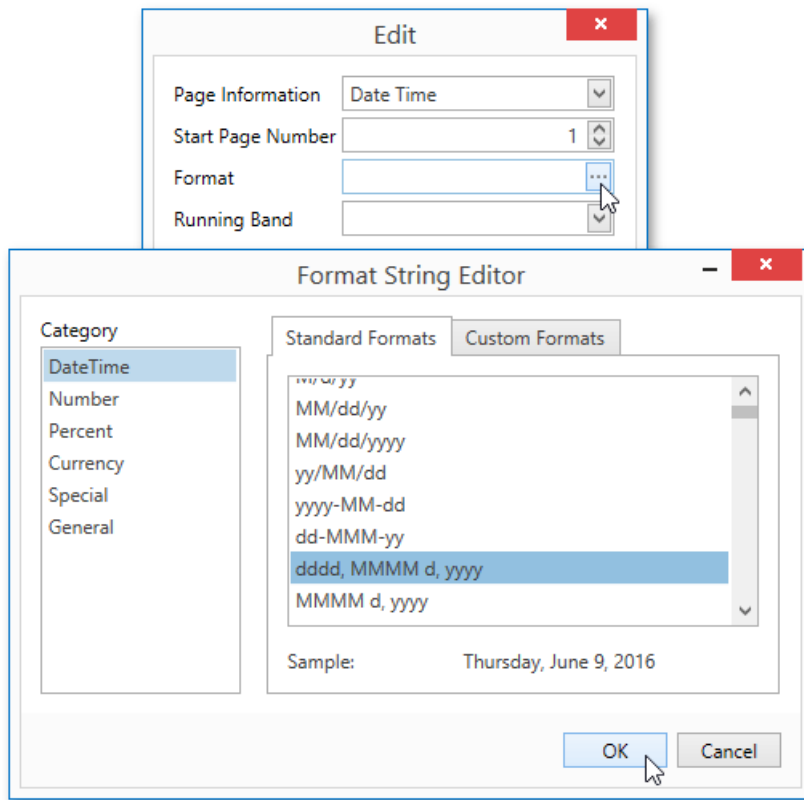 Edit
Page Information Date Time
Start Page Number 1
Format ...
Running Band
Format String Editor
Category
DateTime
Number
Percent
Currency
Special
General
Standard Formats Custom Formats
M/d/yy
MM/dd/yy
MM/dd/yyyy
yy/MM/dd
yyyy-MM-dd
dd-MMM-yy
dddd, MMMM d, yyyy
MMMM d, yyyy
Sample: Thursday, June 9, 2016
OK Cancel